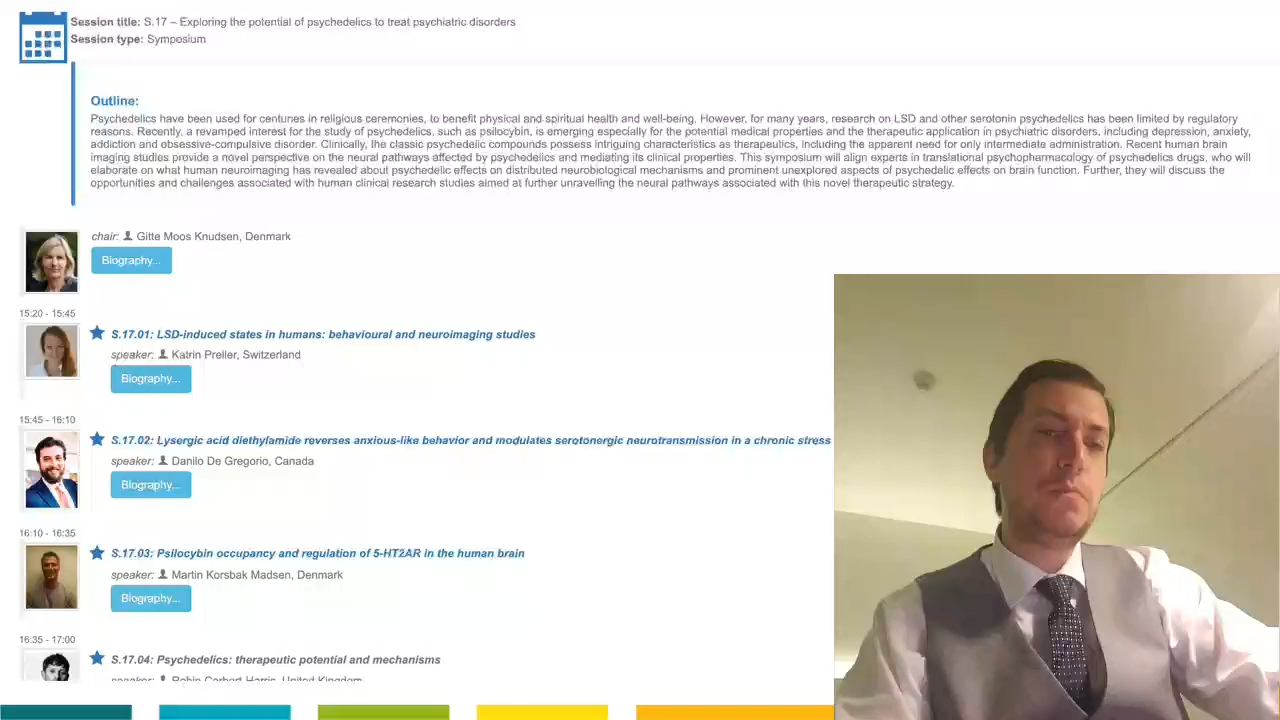 Session title: S.17 – Exploring the potential of psychedelics to treat psychiatric disorders
Session type: Symposium
Outline:
Psychedelics have been used for centuries in religious ceremonies, to benefit physical and spiritual health and well-being. However, for many years, research on LSD and other serotonin psychedelics has been limited by regulatory
reasons. Recently, a revamped interest for the study of psychedelics, such as psilocybin, is emerging especially for the potential medical properties and the therapeutic application in psychiatric disorders, including depression, anxiety,
addiction and obsessive-compulsive disorder. Clinically, the classic psychedelic compounds possess intriguing characteristics as therapeutics, including the apparent need for only intermediate administration. Recent human brain
imaging studies provide a novel perspective on the neural pathways affected by psychedelics and mediating its clinical properties. This symposium will align experts in translational psychopharmacology of psychedelics drugs, who will
elaborate on what human neuroimaging has revealed about psychedelic effects on distributed neurobiological mechanisms and prominent unexplored aspects of psychedelic effects on brain function. Further, they will discuss the
opportunities and challenges associated with human clinical research studies aimed at further unravelling the neural pathways associated with this novel therapeutic strategy.
chair: Gitte Moos Knudsen, Denmark
Biography...
15:20 - 15:45
S.17.01: LSD-induced states in humans: behavioural and neuroimaging studies
speaker: Katrin Preller, Switzerland
Biography...
15:45 - 16:10
S.17.02: Lysergic acid diethylamide reverses anxious-like behavior and modulates serotonergic neurotransmission in a chronic stress
speaker: Danilo De Gregorio, Canada
Biography...
16:10 - 16:35
S.17.03: Psilocybin occupancy and regulation of 5-HT2AR in the human brain
speaker: Martin Korsbak Madsen, Denmark
Biography...
16:35 - 17:00
S.17.04: Psychedelics: therapeutic potential and mechanisms
speaker: Robin Carhart-Harris, United Kingdom